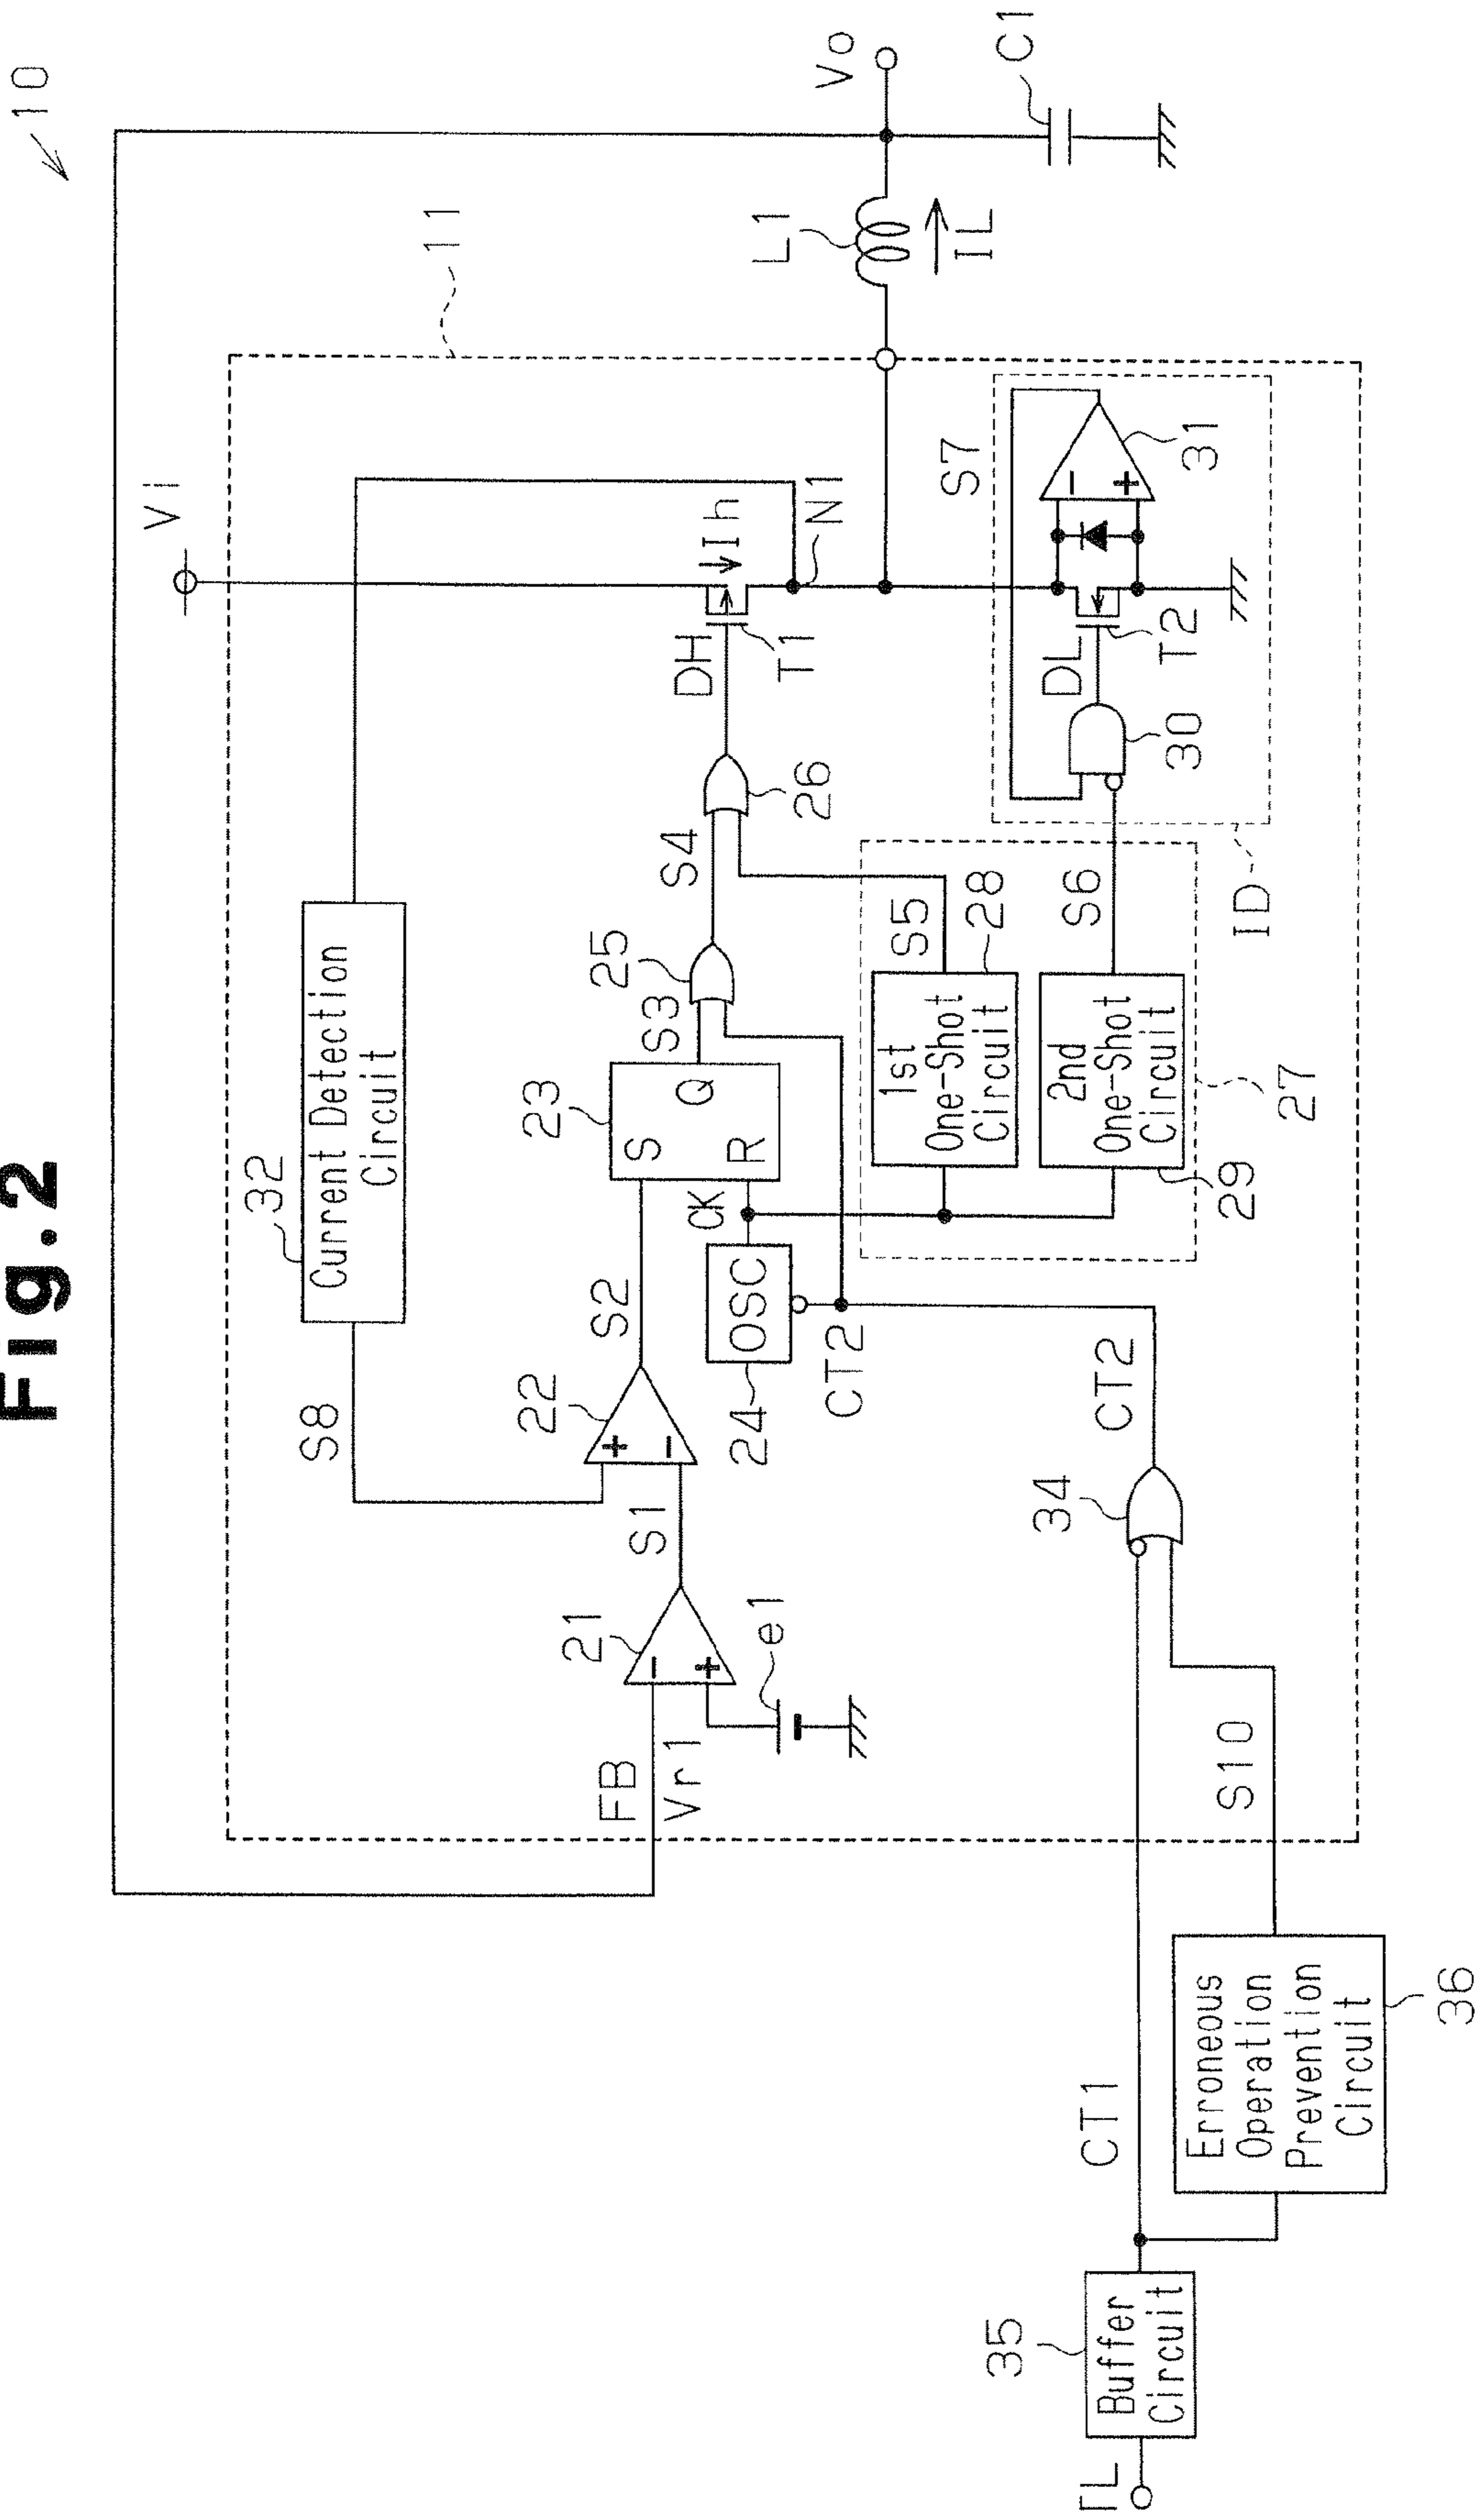 Fig.2
10
11
Vi
Vo
C1
L1
IL
32
Current Detection
Circuit
S8
Ih
N1
DH
T1
S7
31
DL
T2
30
ID
26
S4
25
S3
23
S
Q
R
CK
S5
28
1st
One-Shot
Circuit
S6
2nd
One-Shot
Circuit
29
27
S2
22
+
−
OSC
24
CT2
CT2
34
S1
21
−
+
e1
FB
Vr1
S10
CT1
Erroneous
Operation
Prevention
Circuit
36
35
Buffer
Circuit
−
+